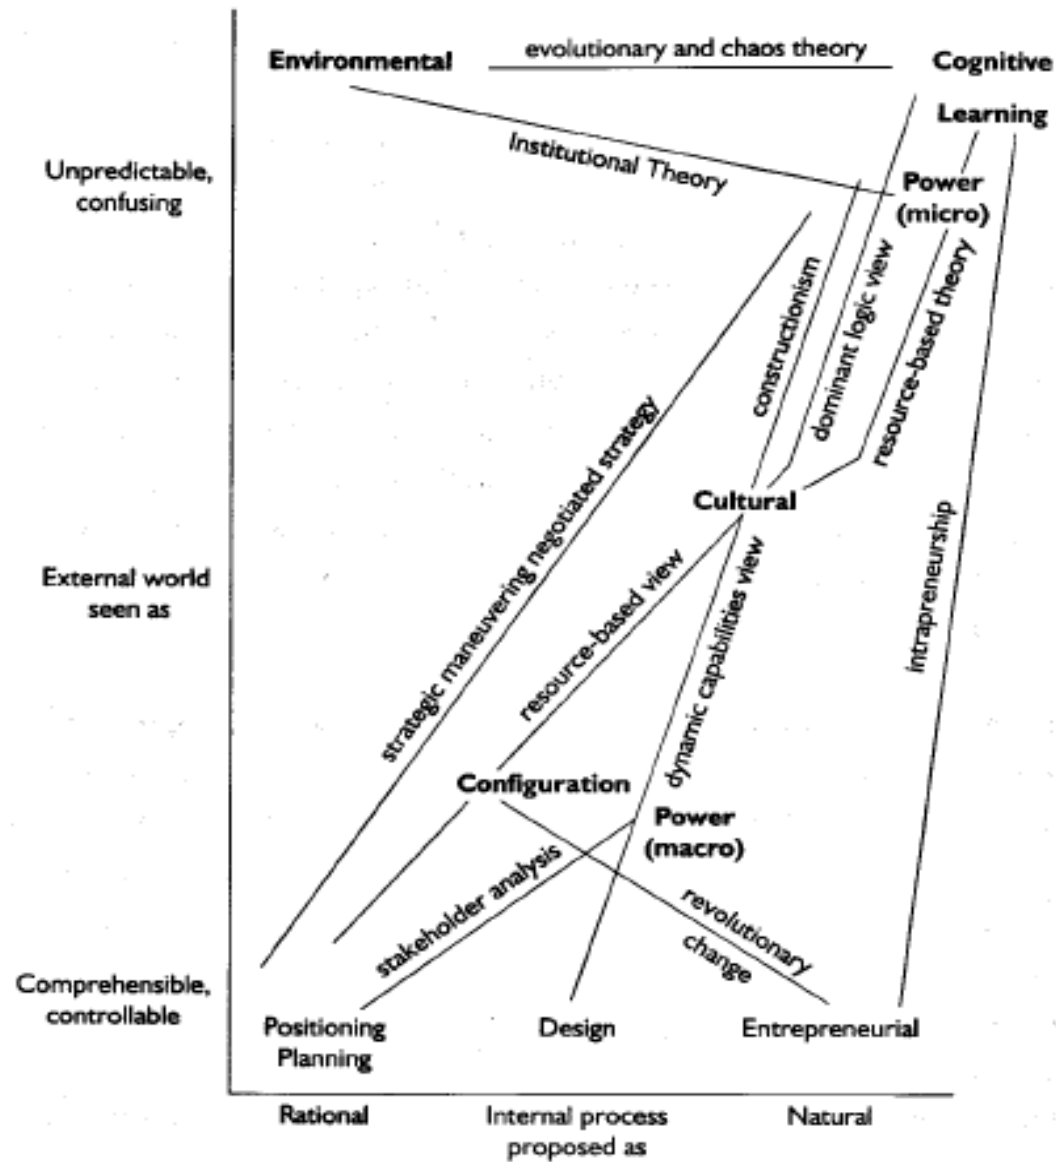 Environmental
evolutionary and chaos theory
Cognitive
Learning
Institutional Theory
Unpredictable,
confusing
Power
(micro)
constructionism
dominant logic view
resource-based theory
strategic maneuvering negotiated strategy
Cultural
External world
seen as
resource-based view
dynamic capabilities view
intrapreneurship
Configuration
Power
(macro)
stakeholder analysis
revolutionary
change
Comprehensible,
controllable
Positioning
Planning
Design
Entrepreneurial
Rational
Internal process
proposed as
Natural